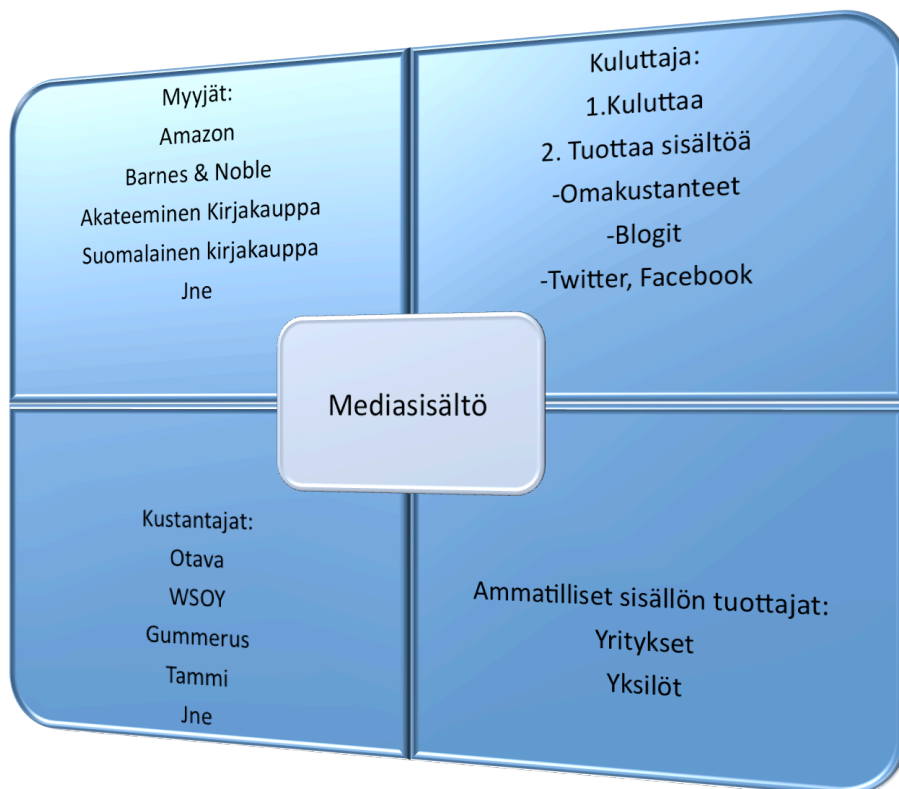 Myyjät:
Amazon
Barnes & Noble
Akateeminen Kirjakauppa
Suomalainen kirjakauppa
Jne
Kuluttaja:
1.Kuluttaa
2. Tuottaa sisältöä
-Omakustanteet
-Blogit
-Twitter, Facebook
Mediasisältö
Kustantajat:
Otava
WSOY
Gummerus
Tammi
Jne
Ammatilliset sisällön tuottajat:
Yritykset
Yksilöt